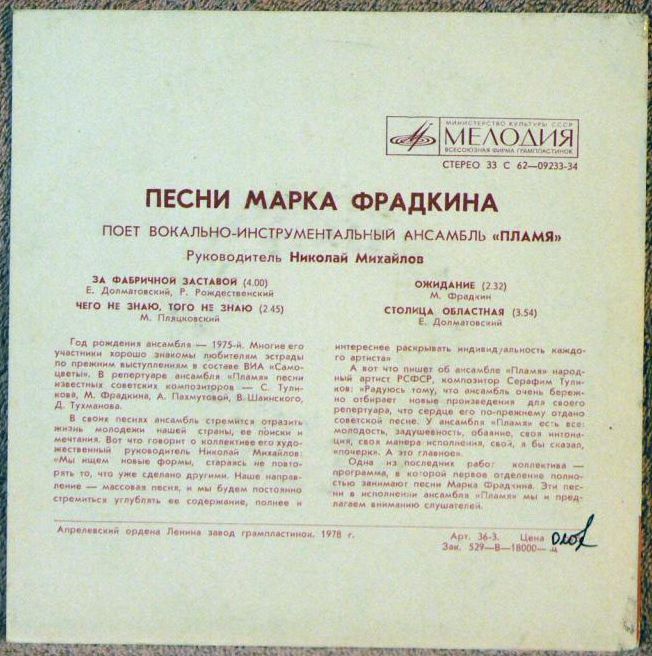 МИНИСТЕРСТВО КУЛЬТУРЫ СССР
МЕЛОДИЯ
ВСЕСОЮЗНАЯ ФИРМА ГРАМПЛАСТИНОК
СТЕРЕО 33 С 62—09233-34
ПЕСНИ МАРКА ФРАДКИНА
ПОЕТ ВОКАЛЬНО-ИНСТРУМЕНТАЛЬНЫЙ АНСАМБЛЬ «ПЛАМЯ»
Руководитель Николай Михайлов
ЗА ФАБРИЧНОЙ ЗАСТАВОЙ (4.00)
Е. Долматовский, Р. Рождественский
ЧЕГО НЕ ЗНАЮ, ТОГО НЕ ЗНАЮ (2.45)
М. Пляцковский
ОЖИДАНИЕ (2.32)
М. Фрадкин
СТОЛИЦА ОБЛАСТНАЯ (3.54)
Е. Долматовский
Год рождения ансамбля — 1975-й. Многие его
участники хорошо знакомы любителям эстрады
по прежним выступлениям в составе ВИА «Само-
цветы». В репертуаре ансамбля «Пламя» песни
известных советских композиторов — С. Тули-
кова, М. Фрадкина, А. Пахмутовой, В. Шаинского,
Д. Тухманова.
В своих песнях ансамбль стремится отразить
жизнь молодежи нашей страны, ее поиски и
мечтания. Вот что говорит о коллективе его худо-
жественный руководитель Николай Михайлов:
«Мы ищем новые формы, стараясь не повто-
рять то, что уже сделано другими. Наше направ-
ление — массовая песня, и мы будем постоянно
стремиться углублять ее содержание, полнее и
интереснее раскрывать индивидуальность каждо-
го артиста»
А вот что пишет об ансамбле «Пламя» народ-
ный артист РСФСР, композитор Серафим Тули-
ков: «Радуюсь тому, что ансамбль очень береж-
но отбирает новые произведения для своего
репертуара, что сердце его по-прежнему отдано
советской песне. У ансамбля «Пламя» есть все:
молодость, задушевность, обаяние, своя интона-
ция, своя манера исполнения, свой, я бы сказал,
«почерк». А это главное».
Одна из последних работ коллектива —
программа, в которой первое отделение полно-
стью занимают песни Марка Фрадкина. Эти пес-
ни в исполнении ансамбля «Пламя» мы и пред-
лагаем вниманию слушателей.
Апрелевский ордена Ленина завод грампластинок. 1978 г.
Арт. 36-3. Цена
Зак. 529—В—18000—